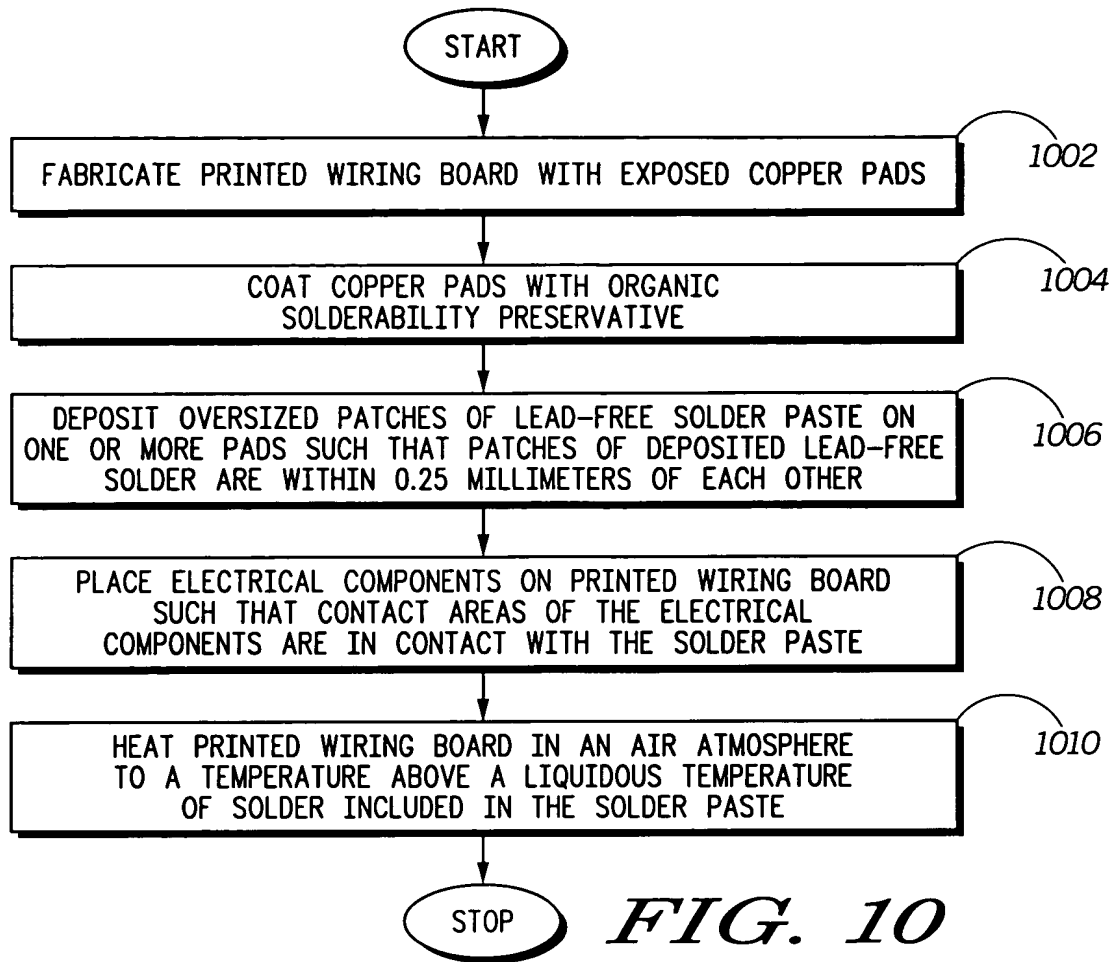 START
FABRICATE PRINTED WIRING BOARD WITH EXPOSED COPPER PADS
1002
COAT COPPER PADS WITH ORGANIC
SOLDERABILITY PRESERVATIVE
1004
DEPOSIT OVERSIZED PATCHES OF LEAD-FREE SOLDER PASTE ON
ONE OR MORE PADS SUCH THAT PATCHES OF DEPOSITED LEAD-FREE
SOLDER ARE WITHIN 0.25 MILLIMETERS OF EACH OTHER
1006
PLACE ELECTRICAL COMPONENTS ON PRINTED WIRING BOARD
SUCH THAT CONTACT AREAS OF THE ELECTRICAL
COMPONENTS ARE IN CONTACT WITH THE SOLDER PASTE
1008
HEAT PRINTED WIRING BOARD IN AN AIR ATMOSPHERE
TO A TEMPERATURE ABOVE A LIQUIDOUS TEMPERATURE
OF SOLDER INCLUDED IN THE SOLDER PASTE
1010
STOP
FIG. 10